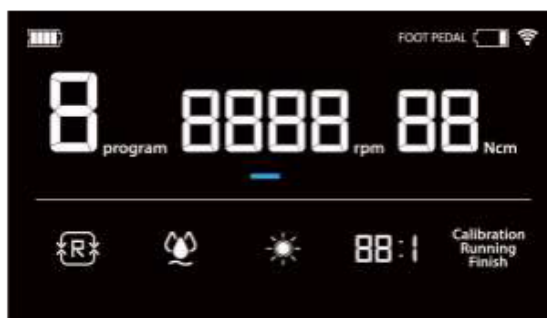 FOOT PEDAL
8 program 8888 rpm 88 Ncm
R 88:1 Calibration
Running
Finish